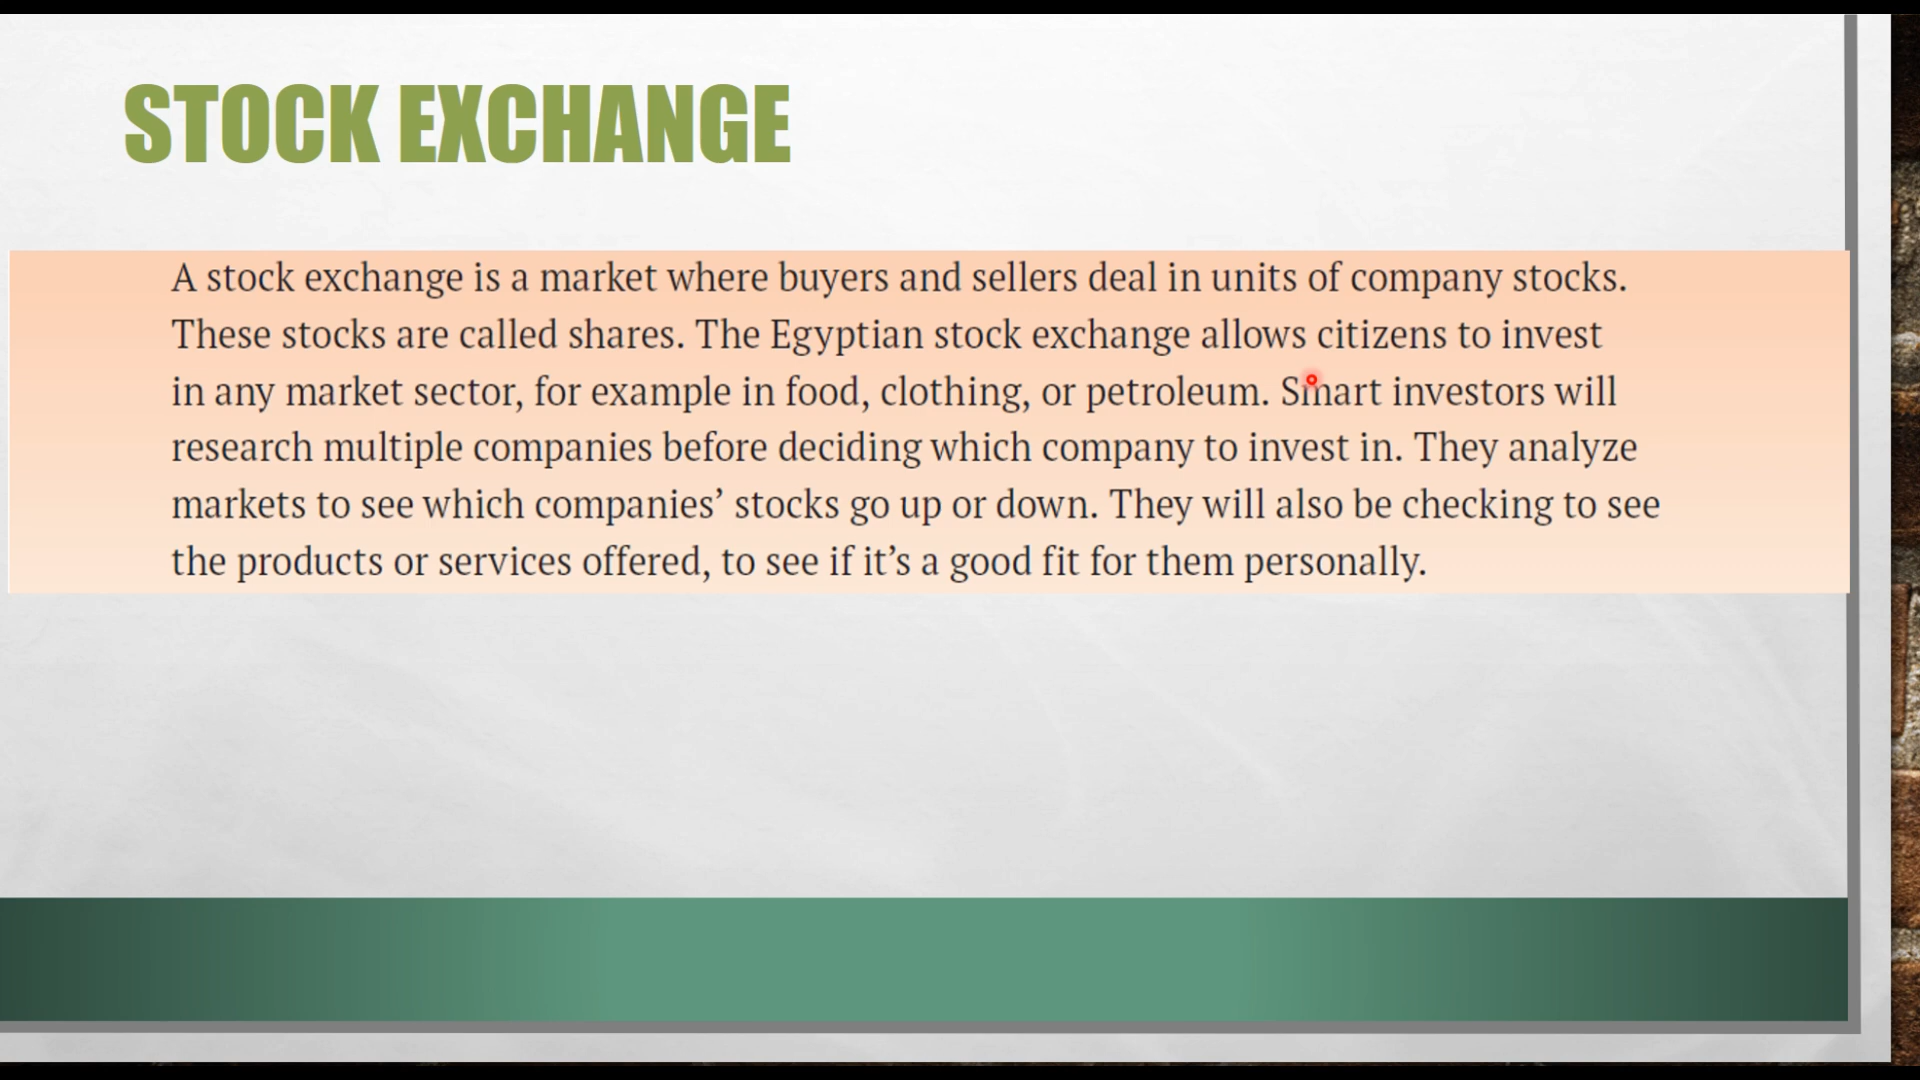 STOCK EXCHANGE
A stock exchange is a market where buyers and sellers deal in units of company stocks.
These stocks are called shares. The Egyptian stock exchange allows citizens to invest
in any market sector, for example in food, clothing, or petroleum. Smart investors will
research multiple companies before deciding which company to invest in. They analyze
markets to see which companies’ stocks go up or down. They will also be checking to see
the products or services offered, to see if it’s a good fit for them personally.